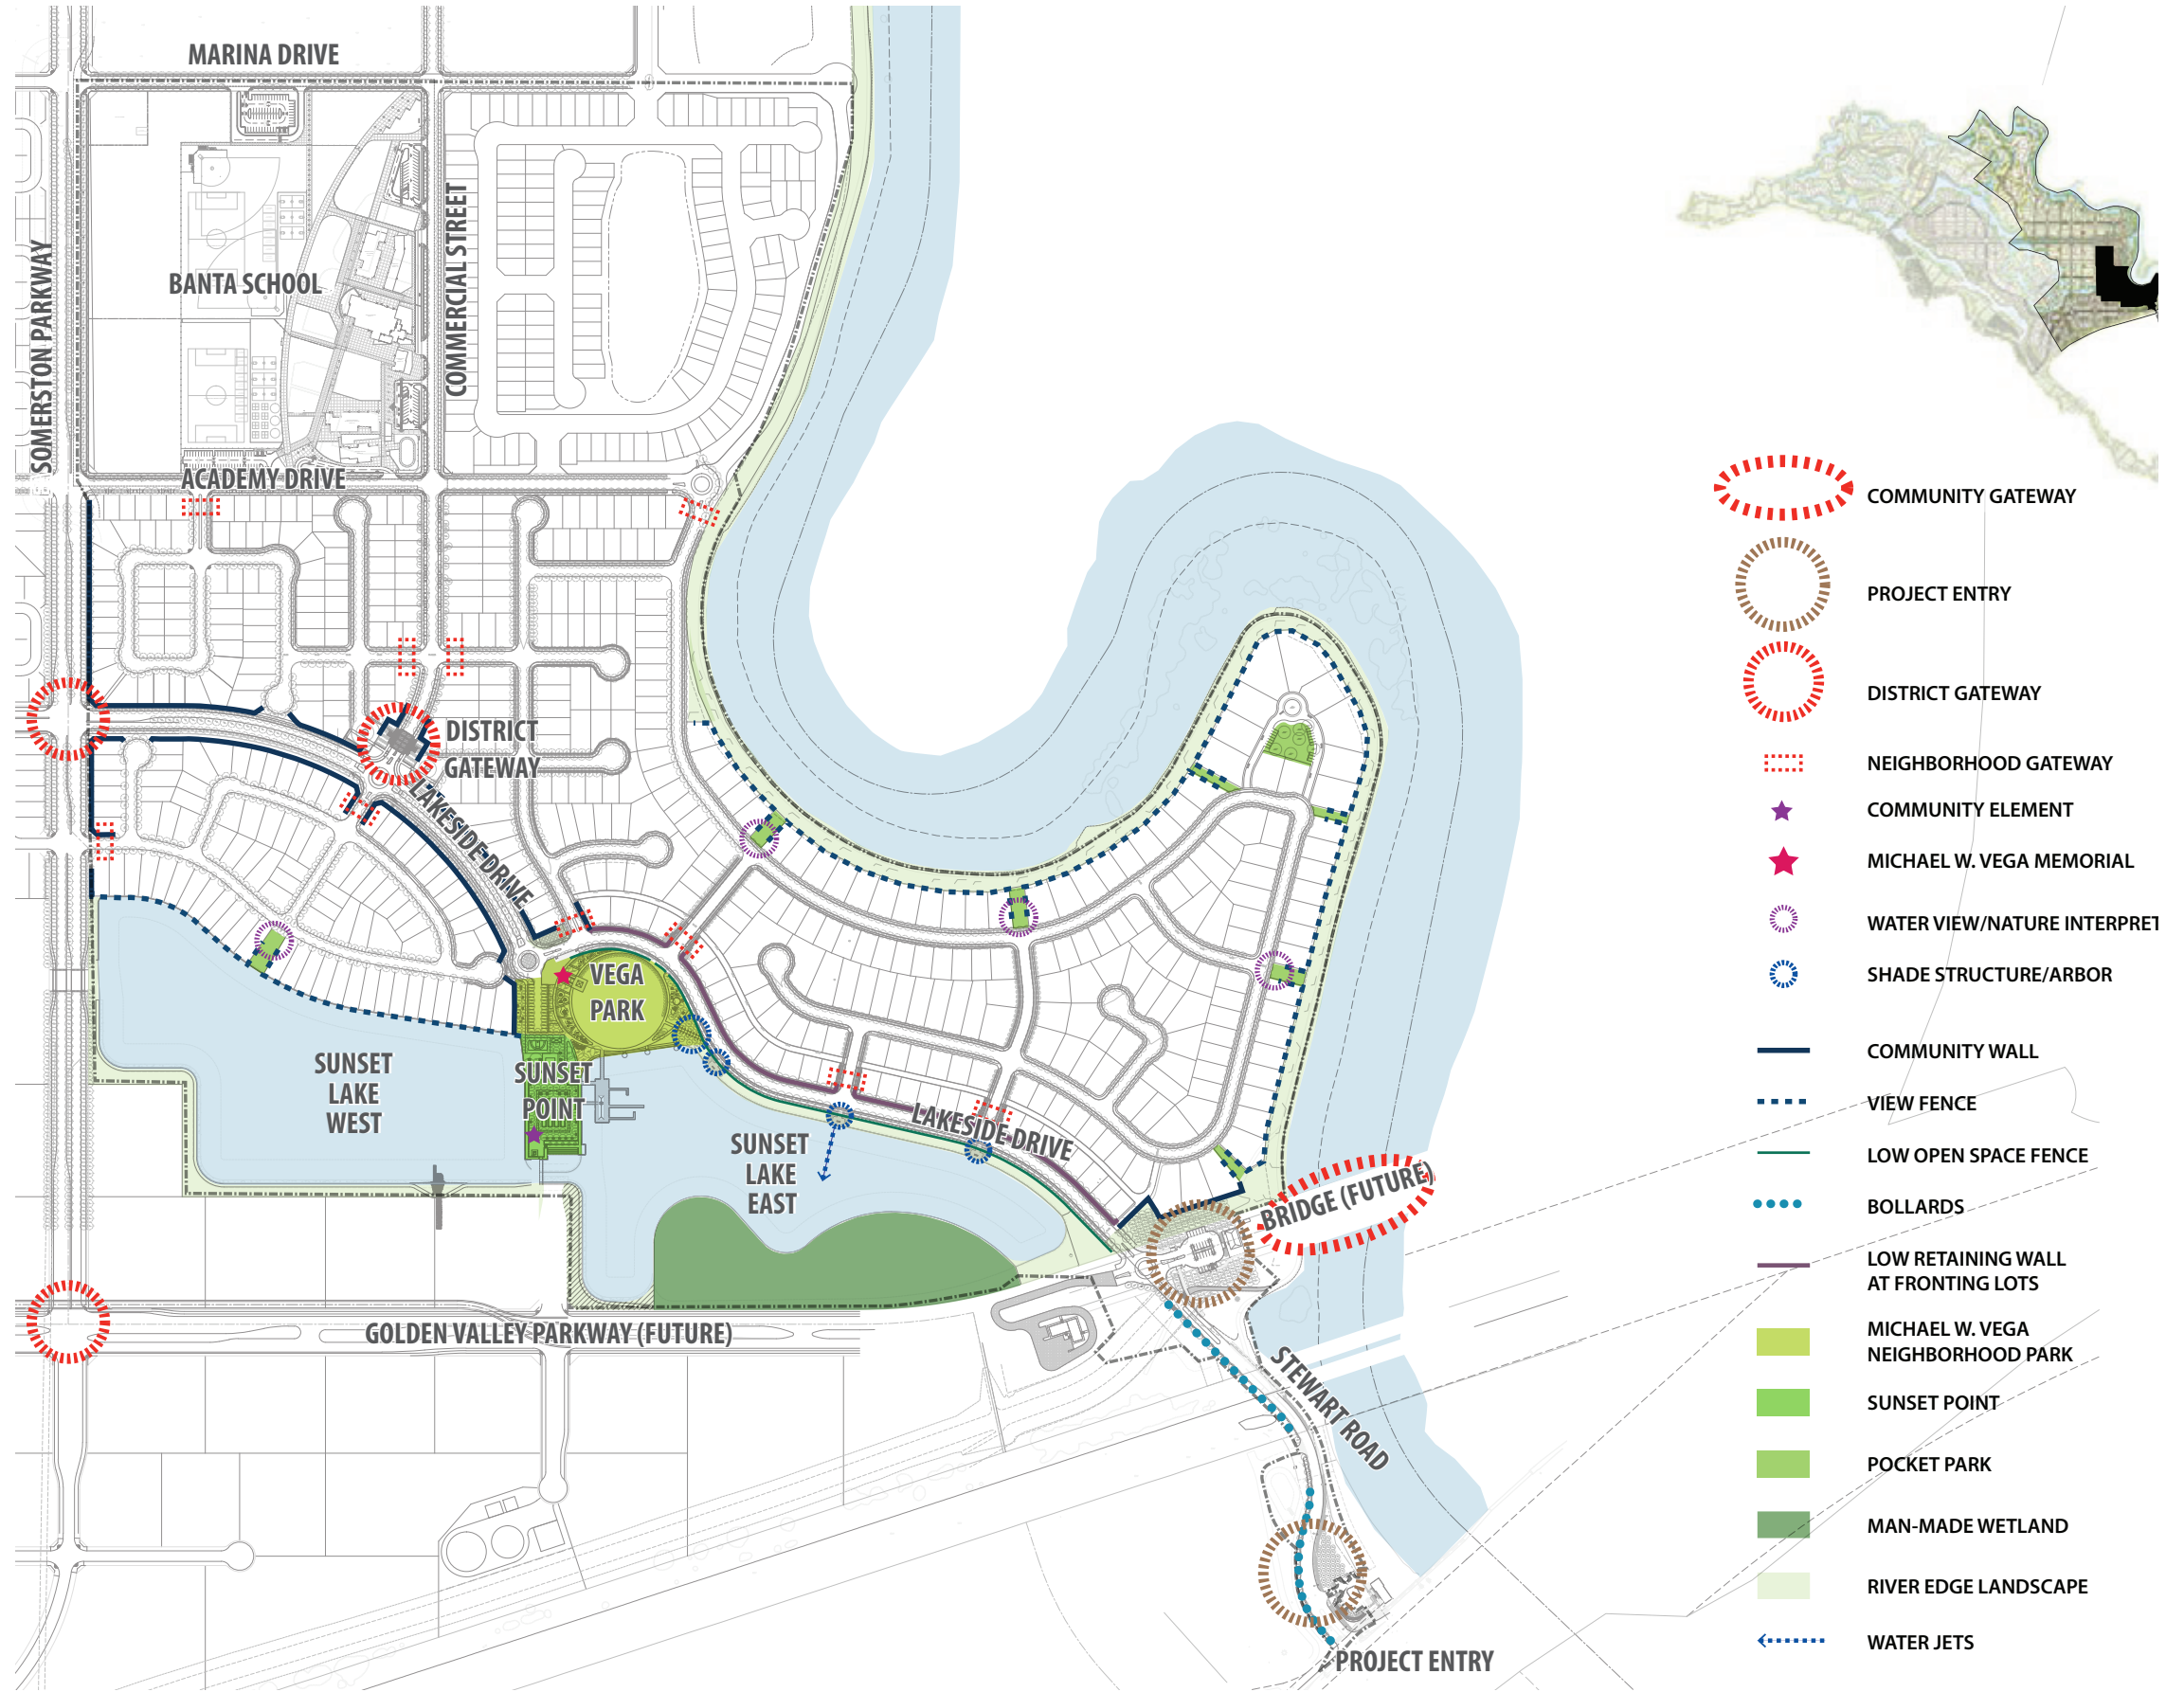 MARINA DRIVE
SOMERSTON PARKWAY
BANTA SCHOOL
COMMERCIAL STREET
ACADEMY DRIVE
DISTRICT
GATEWAY
LAKESIDE DRIVE
VEGA
PARK
SUNSET
LAKE
WEST
SUNSET
POINT
SUNSET
LAKE
EAST
LAKESIDE DRIVE
BRIDGE (FUTURE)
GOLDEN VALLEY PARKWAY (FUTURE)
STEWART ROAD
PROJECT ENTRY
COMMUNITY GATEWAY
PROJECT ENTRY
DISTRICT GATEWAY
NEIGHBORHOOD GATEWAY
COMMUNITY ELEMENT
MICHAEL W. VEGA MEMORIAL
WATER VIEW/NATURE INTERPRET
SHADE STRUCTURE/ARBOR
COMMUNITY WALL
VIEW FENCE
LOW OPEN SPACE FENCE
BOLLARDS
LOW RETAINING WALL
AT FRONTING LOTS
MICHAEL W. VEGA
NEIGHBORHOOD PARK
SUNSET POINT
POCKET PARK
MAN-MADE WETLAND
RIVER EDGE LANDSCAPE
WATER JETS